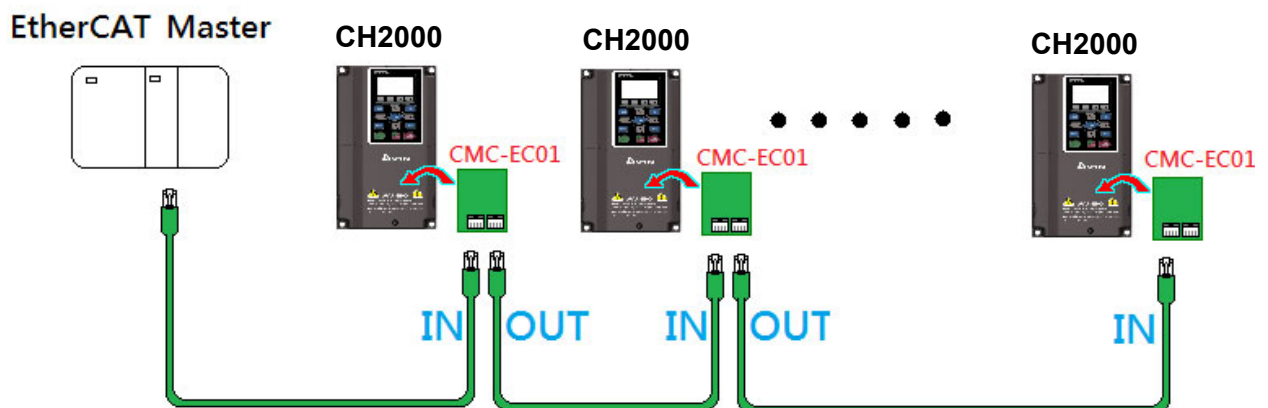 EtherCAT Master
CH2000
CH2000
CH2000
CMC-EC01
CMC-EC01
CMC-EC01
IN
OUT
IN
OUT
IN